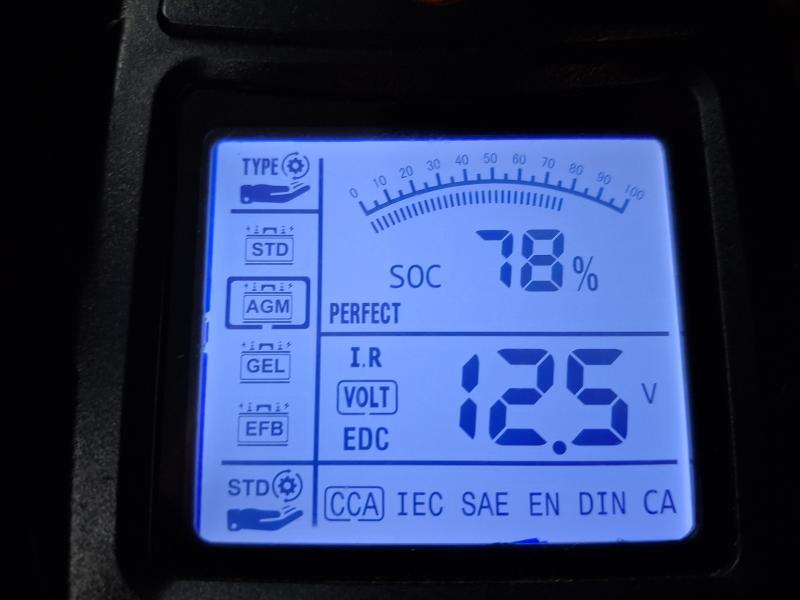 TYPE
STD
AGM
GEL
EFB
STD
0 10 20 30 40 50 60 70 80 90 100
SOC 78%
PERFECT
I.R
VOLT
EDC
12.5 V
CCA IEC SAE EN DIN CA